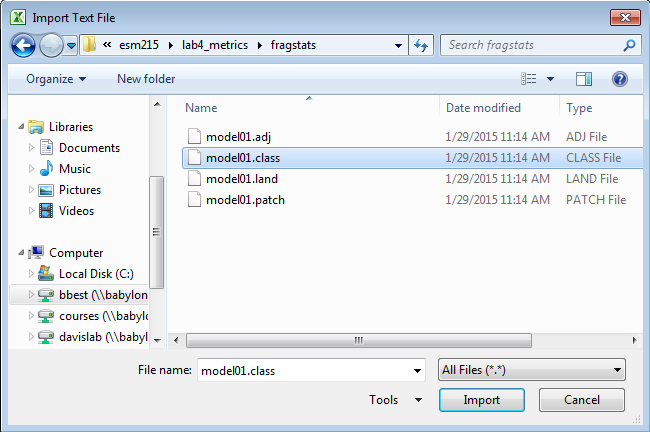 Import Text File
« esm215 lab4_metrics fragstats Search fragstats
Organize New folder
Name Date modified Type
Libraries
Documents
Music
Pictures
Videos
Computer
Local Disk (C:)
bbest (\\babylon
courses (\\babylo
davislab (\\babyl
model01.adj 1/29/2015 11:14 AM ADJ File
model01.class 1/29/2015 11:14 AM CLASS File
model01.land 1/29/2015 11:14 AM LAND File
model01.patch 1/29/2015 11:14 AM PATCH File
File name: model01.class All Files (*.*)
Tools Import Cancel